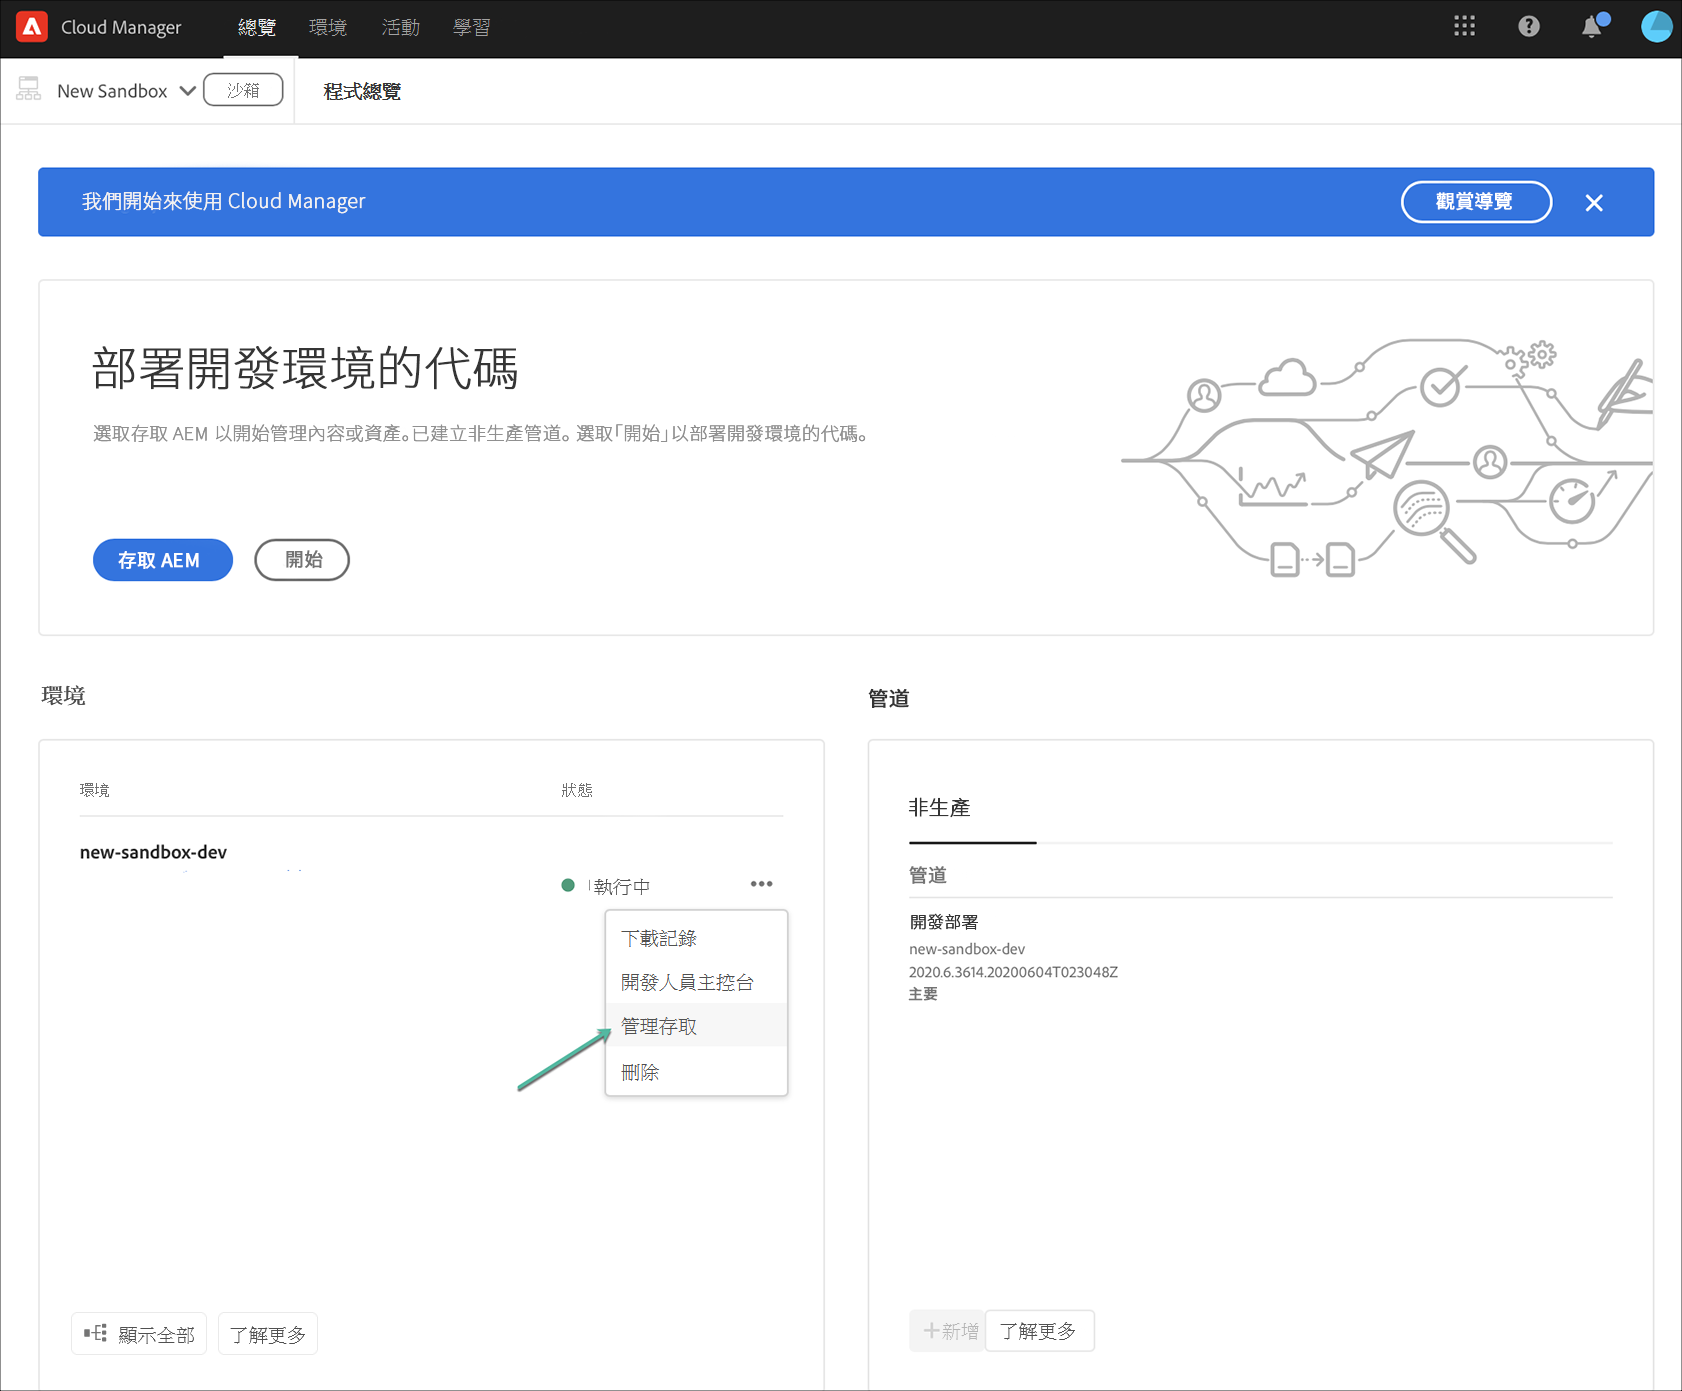 Cloud Manager 總覽 環境 活動 學習
New Sandbox 沙箱 程式總覽
我們開始來使用 Cloud Manager 觀賞導覽
部署開發環境的代碼
選取存取 AEM 以開始管理內容或資產。已建立非生產管道。選取「開始」以部署開發環境的代碼。
存取 AEM 開始
環境
環境 狀態
new-sandbox-dev
執行中
下載記錄
開發人員主控台
管理存取
刪除
顯示全部 了解更多
管道
非生產
管道
開發部署
new-sandbox-dev
2020.6.3614.20200604T023048Z
主要
+新增 了解更多